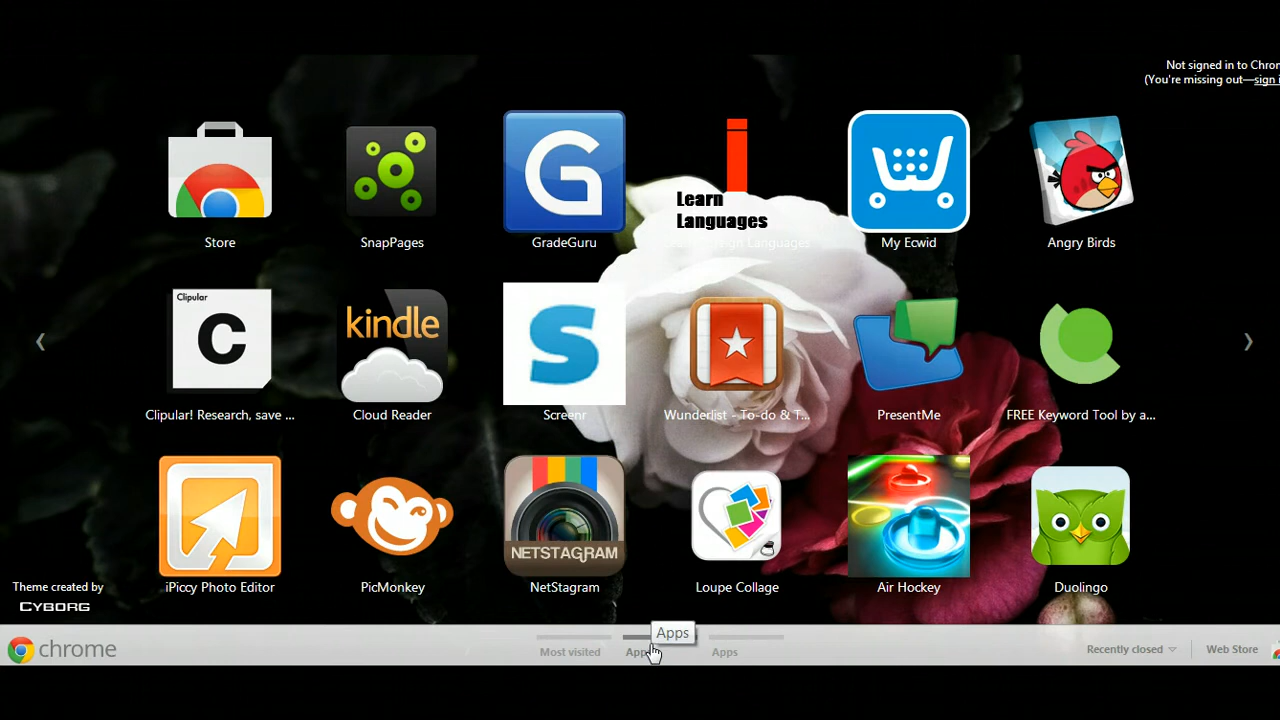 Not signed in to Chrom
(You're missing out—sign i
Learn
Languages
Store
SnapPages
GradeGuru
Languages
My Ecwid
Angry Birds
Clipular
C
kindle
S
Clipular! Research, save ...
Cloud Reader
Screenr
Wunderlist - To-do & T...
PresentMe
FREE Keyword Tool by a...
NETSTAGRAM
iPiccy Photo Editor
PicMonkey
NetStagram
Loupe Collage
Air Hockey
Duolingo
Theme created by
CYBORG
Apps
chrome
Most visited
App
Apps
Recently closed
Web Store